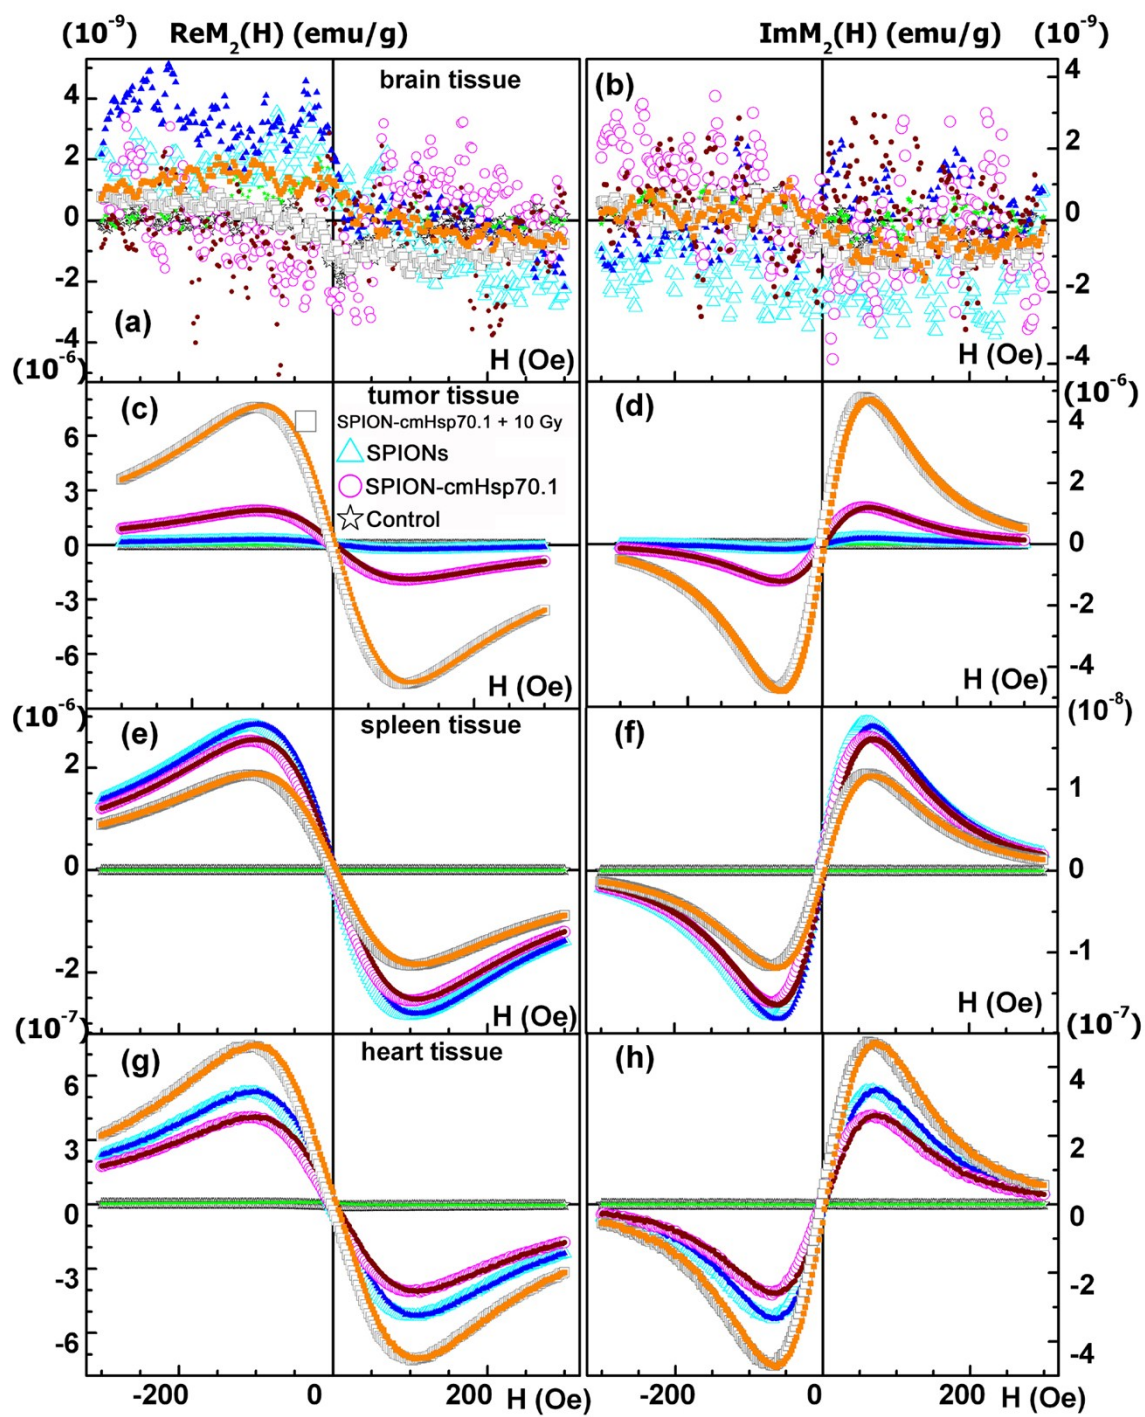 (10⁻⁹) ReM₂(H) (emu/g)
ImM₂(H) (emu/g) (10⁻⁹)
brain tissue
4
2
0
-2
-4
(a)
H (Oe)
(b)
4
2
0
-2
-4
H (Oe)
(10⁻⁶)
(c)
tumor tissue
SPION-cmHsp70.1 + 10 Gy
SPIONs
SPION-cmHsp70.1
Control
6
3
0
-3
-6
H (Oe)
(d)
(10⁻⁶)
4
2
0
-2
-4
H (Oe)
(10⁻⁶)
(e)
spleen tissue
2
0
-2
H (Oe)
(f)
(10⁻⁸)
1
0
-1
H (Oe)
(10⁻⁷)
(g)
heart tissue
6
3
0
-3
-6
(h)
(10⁻⁷)
4
2
0
-2
-4
-200 0 200 H (Oe)
-200 0 200 H (Oe)